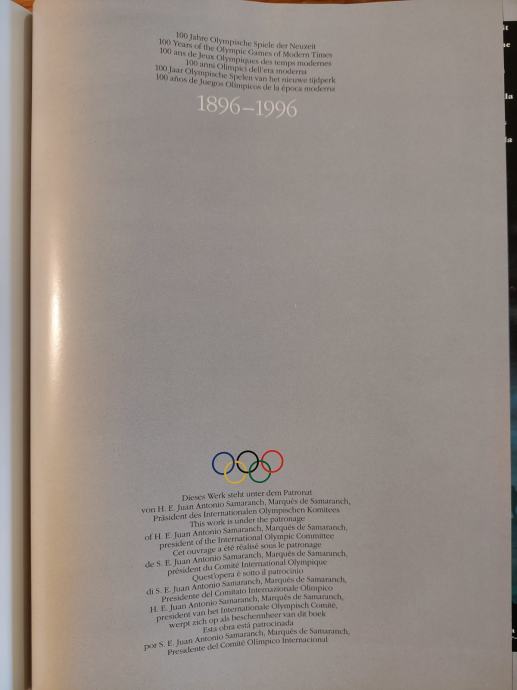 100 Jahre Olympische Spiele der Neuzeit
100 Years of the Olympic Games of Modern Times
100 ans de Jeux Olympiques des temps modernes
100 anni Olimpici dell'era moderna
100 Jaar Olympische Spelen van het nieuwe tijdperk
100 años de Juegos Olímpicos de la época moderna
1896–1996
Dieses Werk steht unter dem Patronat
von H. E. Juan Antonio Samaranch, Marqués de Samaranch,
Präsident des Internationalen Olympischen Komitees
This work is under the patronage
of H. E. Juan Antonio Samaranch, Marqués de Samaranch,
president of the International Olympic Committee
Cet ouvrage a été réalisé sous le patronage
de S. E. Juan Antonio Samaranch, Marqués de Samaranch,
président du Comité International Olympique
Quest'opera è sotto il patrocinio
di S. E. Juan Antonio Samaranch, Marqués de Samaranch,
Presidente del Comitato Internazionale Olimpico
H. E. Juan Antonio Samaranch, Marqués de Samaranch,
president van het Internationale Olympisch Comité,
werpt zich op als beschermheer van dit boek
Esta obra está patrocinada
por S. E. Juan Antonio Samaranch, Marqués de Samaranch,
Presidente del Comité Olímpico Internacional